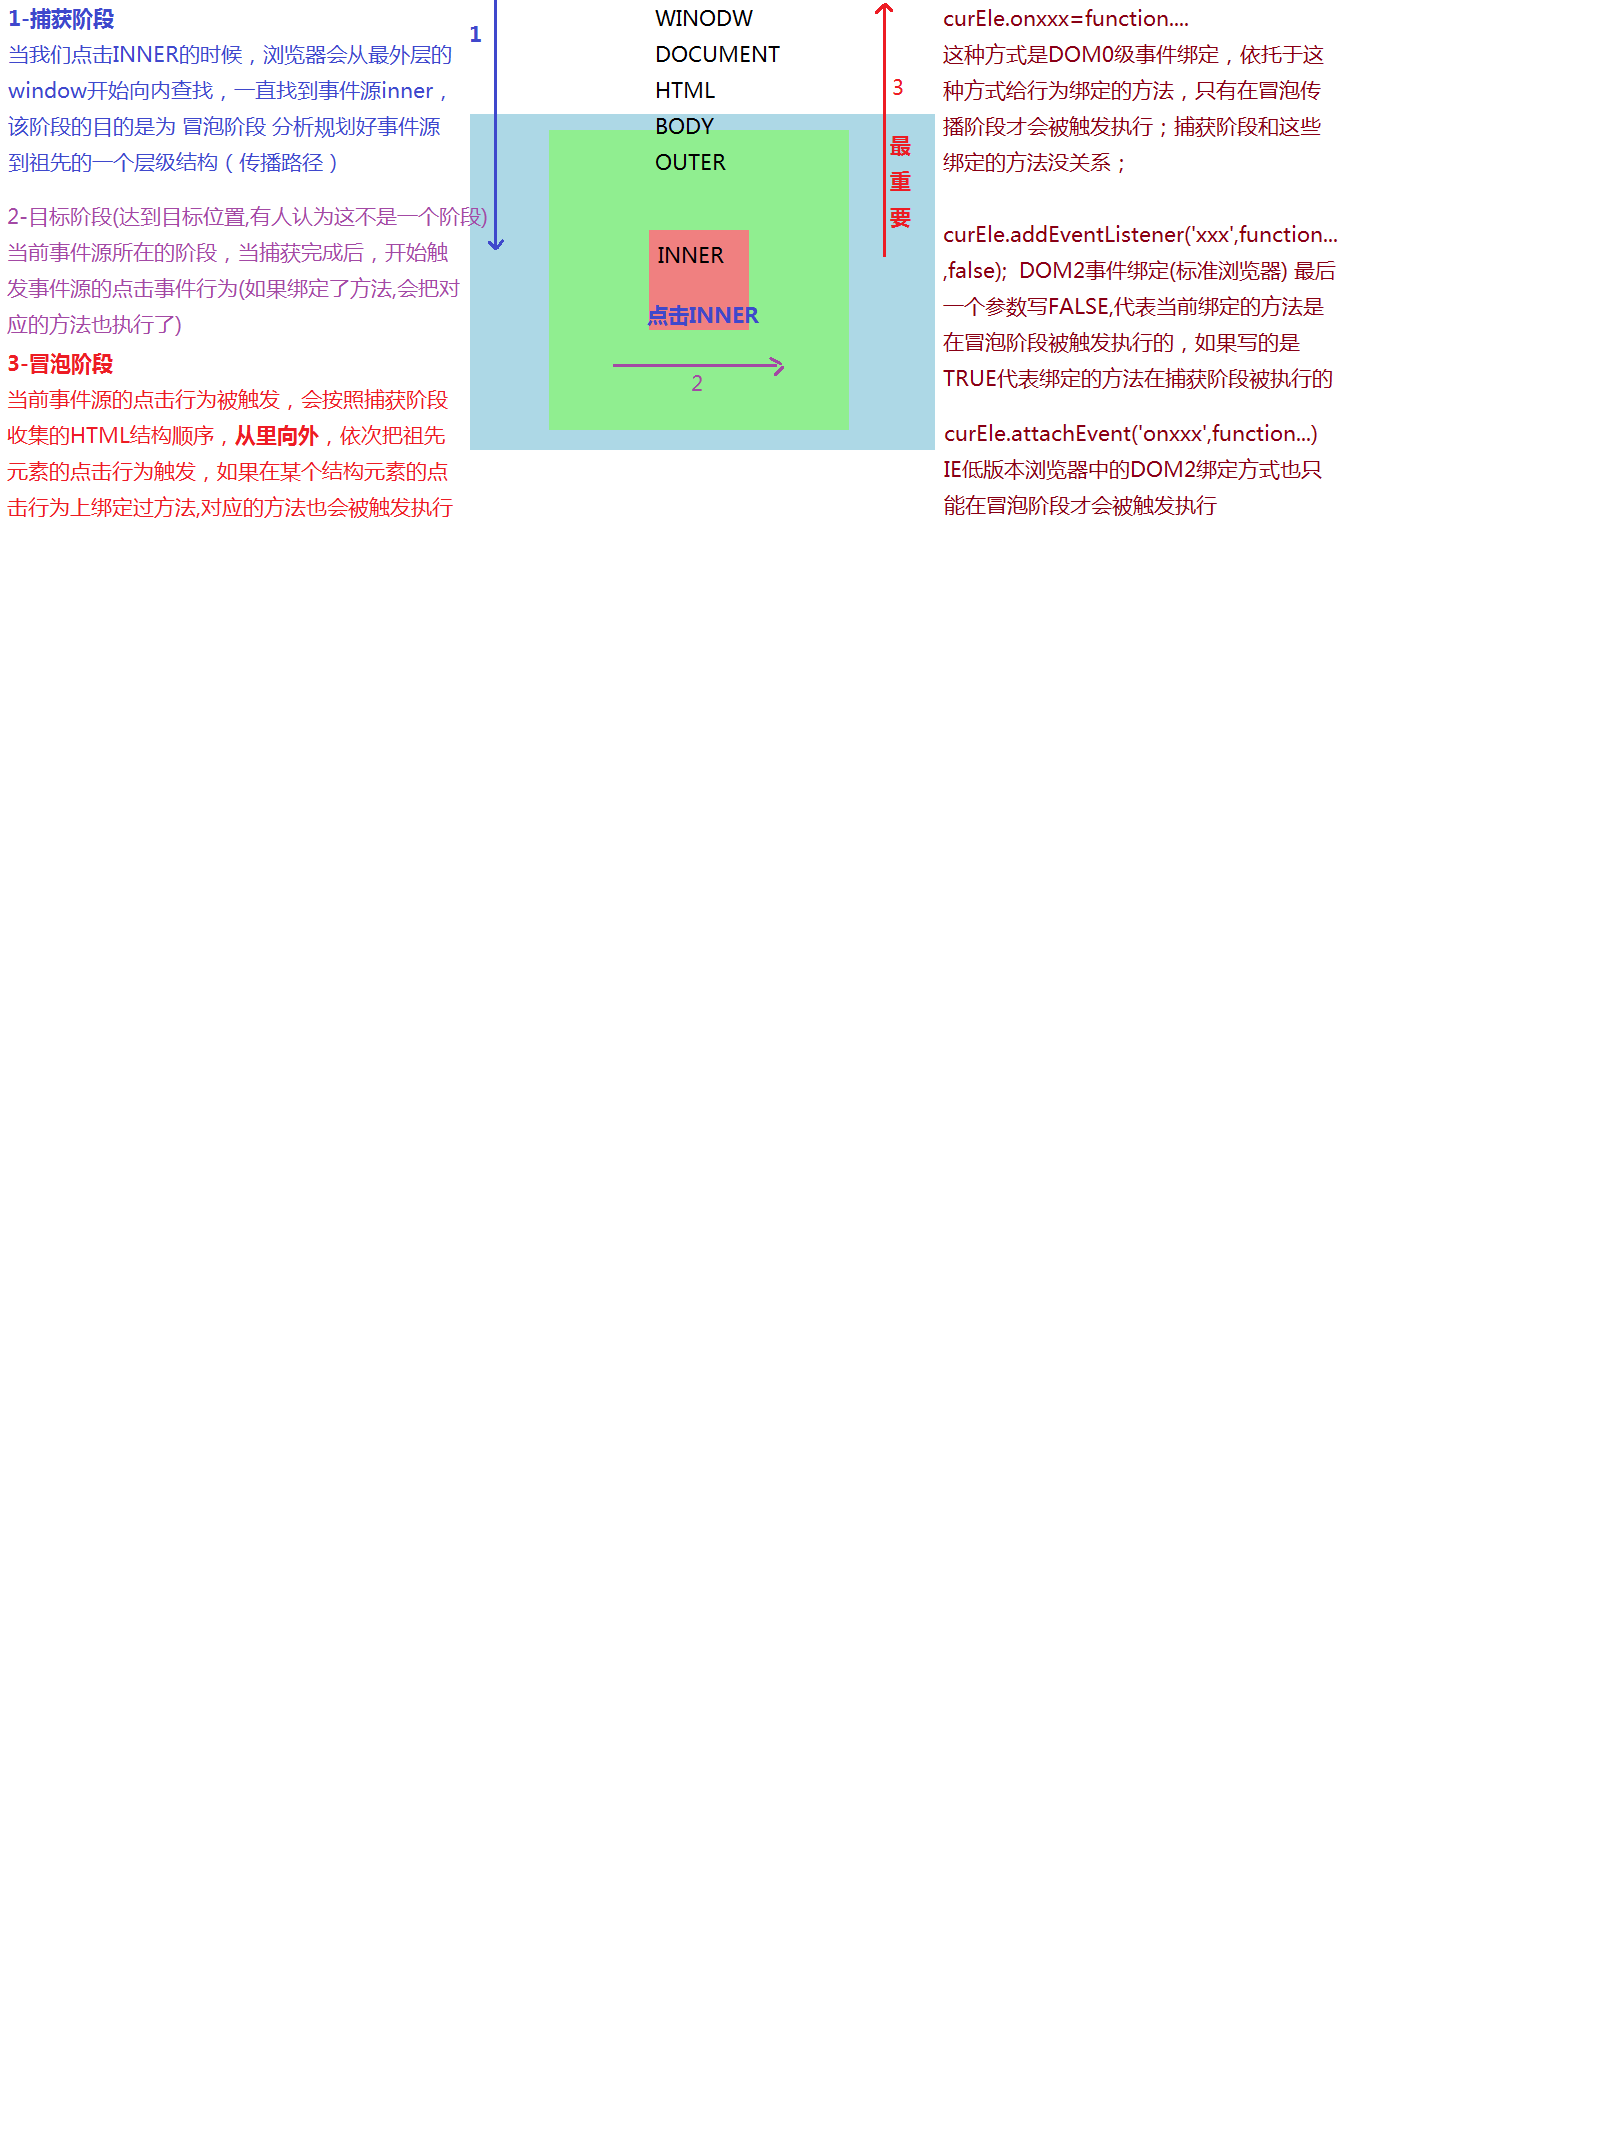 1-捕获阶段
当我们点击INNER的时候，浏览器会从最外层的
window开始向内查找，一直找到事件源inner，
该阶段的目的是为 冒泡阶段 分析规划好事件源
到祖先的一个层级结构（传播路径）
2-目标阶段(达到目标位置,有人认为这不是一个阶段)
当前事件源所在的阶段，当捕获完成后，开始触
发事件源的点击事件行为(如果绑定了方法,会把对
应的方法也执行了)
3-冒泡阶段
当前事件源的点击行为被触发，会按照捕获阶段
收集的HTML结构顺序，从里向外，依次把祖先
元素的点击行为触发，如果在某个结构元素的点
击行为上绑定过方法,对应的方法也会被触发执行
1
WINODW
DOCUMENT
HTML
BODY
OUTER
INNER
点击INNER
2
3
最
重
要
curEle.onxxx=function....
这种方式是DOM0级事件绑定，依托于这
种方式给行为绑定的方法，只有在冒泡传
播阶段才会被触发执行；捕获阶段和这些
绑定的方法没关系；
curEle.addEventListener('xxx',function...
,false);  DOM2事件绑定(标准浏览器) 最后
一个参数写FALSE,代表当前绑定的方法是
在冒泡阶段被触发执行的，如果写的是
TRUE代表绑定的方法在捕获阶段被执行的
curEle.attachEvent('onxxx',function...)
IE低版本浏览器中的DOM2绑定方式也只
能在冒泡阶段才会被触发执行